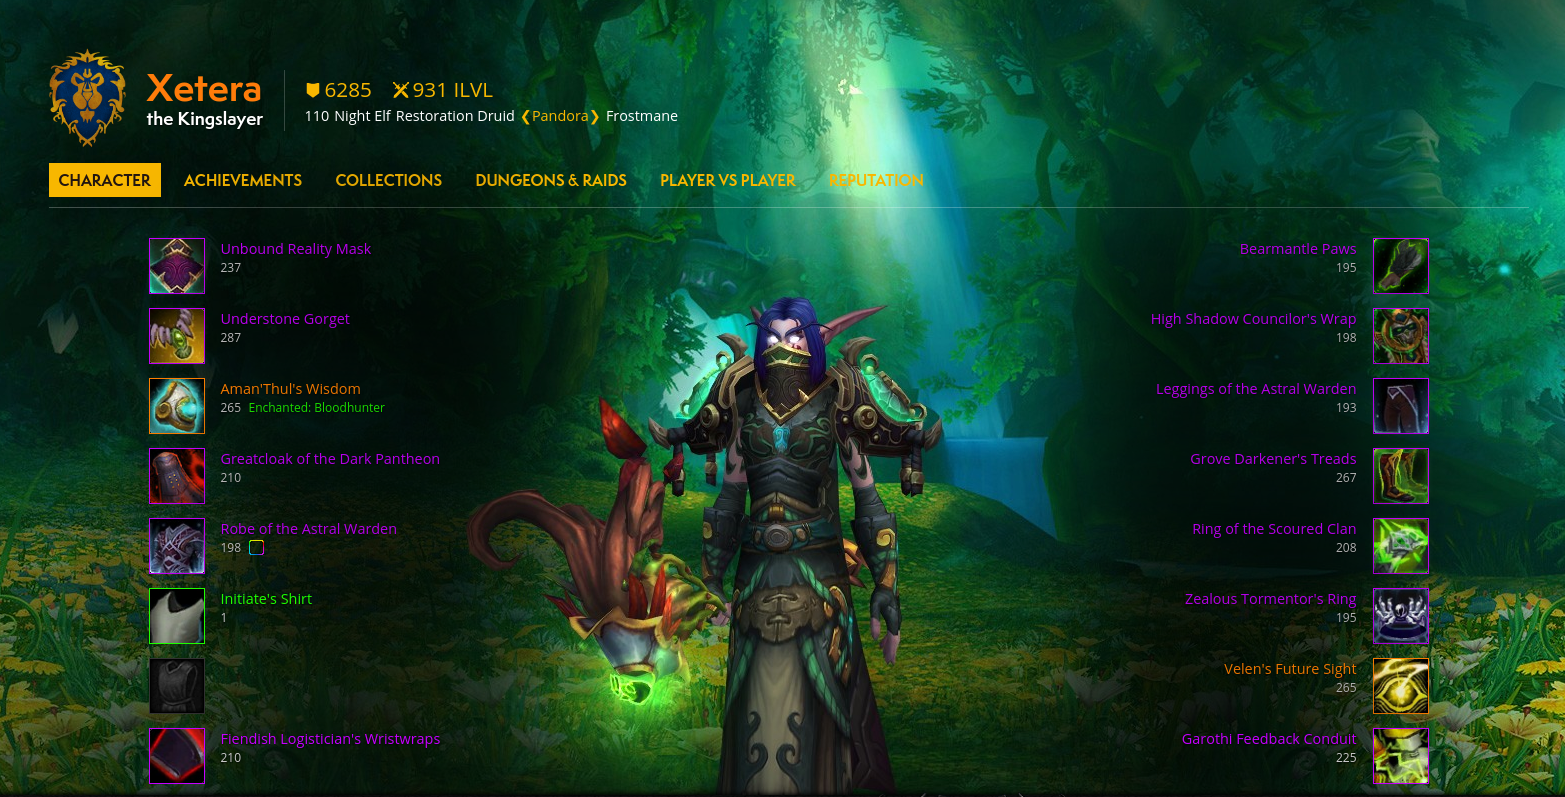 Xetera
the Kingslayer
6285 931 ILVL
110 Night Elf Restoration Druid ❮Pandora❯ Frostmane
CHARACTER ACHIEVEMENTS COLLECTIONS DUNGEONS & RAIDS PLAYER VS PLAYER REPUTATION
Unbound Reality Mask
237
Understone Gorget
287
Aman'Thul's Wisdom
265 Enchanted: Bloodhunter
Greatcloak of the Dark Pantheon
210
Robe of the Astral Warden
198
Initiate's Shirt
1
Fiendish Logistician's Wristwraps
210
Bearmantle Paws
195
High Shadow Councilor's Wrap
198
Leggings of the Astral Warden
193
Grove Darkener's Treads
267
Ring of the Scoured Clan
208
Zealous Tormentor's Ring
195
Velen's Future Sight
265
Garothi Feedback Conduit
225